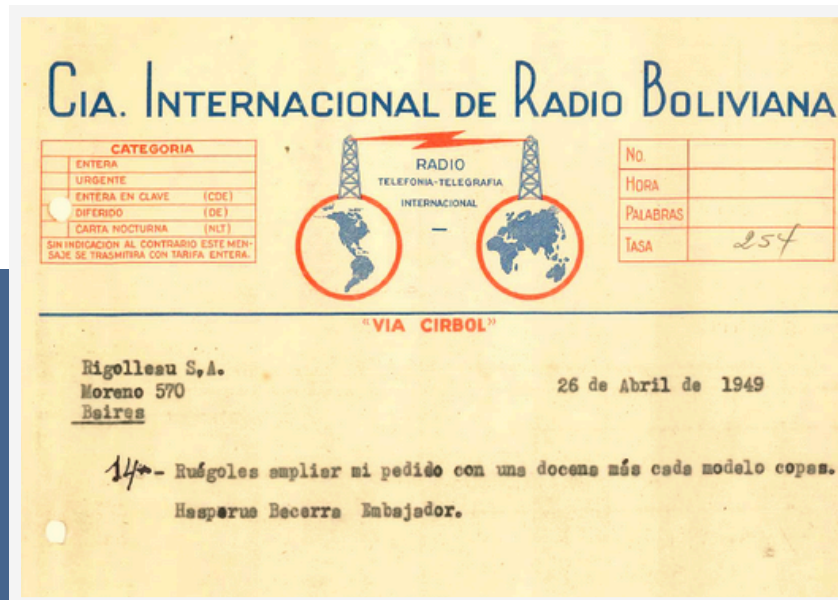 CIA. INTERNACIONAL DE RADIO BOLIVIANA
CATEGORIA
ENTERA
URGENTE
ENTERA EN CLAVE (CDE)
DIFERIDO (DE)
CARTA NOCTURNA (NLT)
SIN INDICACION AL CONTRARIO ESTE MEN-
SAJE SE TRASMITIRA CON TARIFA ENTERA.
RADIO
TELEFONIA-TELEGRAFIA
INTERNACIONAL
No.
HORA
PALABRAS
TASA 254
"VIA CIRBOL"
Rigolleau S.A.
Moreno 570
Baires
26 de Abril de 1949
14 - Ruégoles ampliar mi pedido con una docena más cada modelo copas.
Hasperue Becerra Embajador.